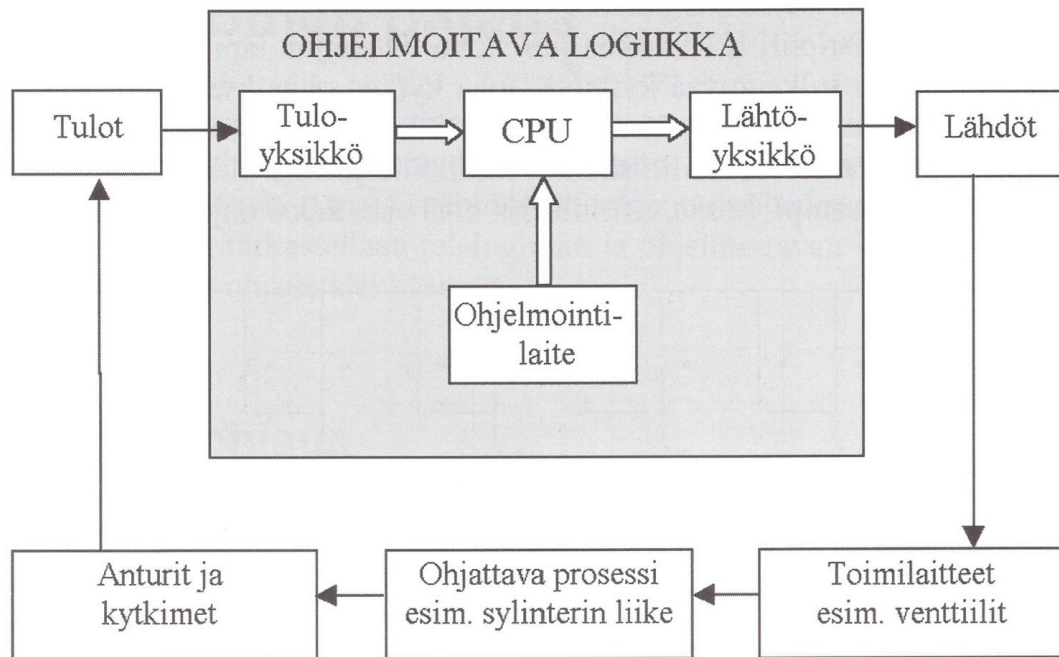 OHJELMOITAVA LOGIIKKA
Tulot
Tulo-
yksikkö
CPU
Lähtö-
yksikkö
Lähdöt
Ohjelmointi-
laite
Anturit ja
kytkimet
Ohjattava prosessi
esim. sylinterin liike
Toimilaitteet
esim. venttiilit